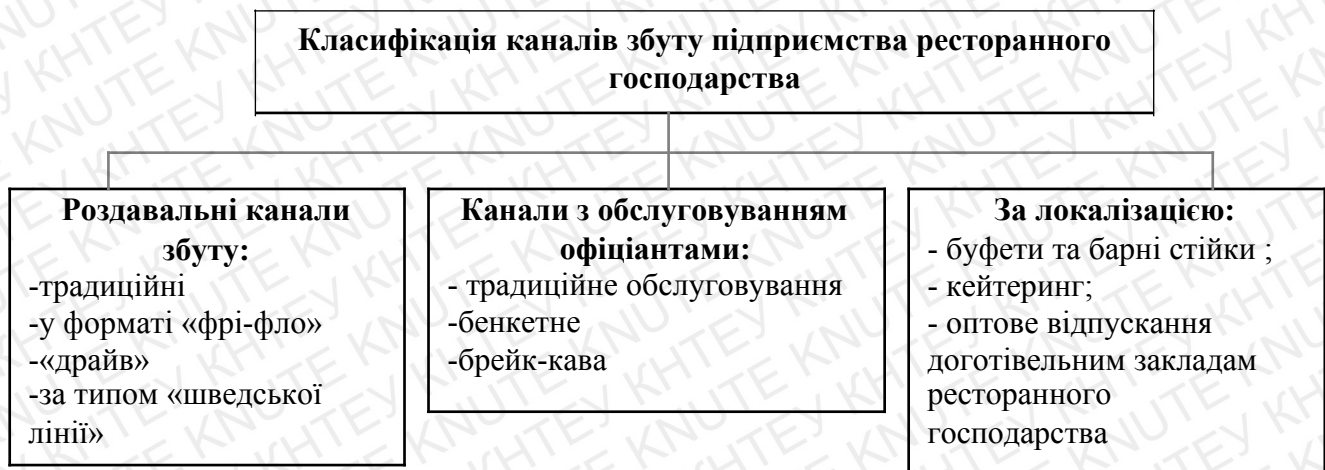 Класифікація каналів збуту підприємства ресторанного
господарства
Роздавальні канали
збуту:
-традиційні
-у форматі «фрі-фло»
-«драйв»
-за типом «шведської
лінії»
Канали з обслуговуванням
офіціантами:
- традиційне обслуговування
-бенкетне
-брейк-кава
За локалізацією:
- буфети та барні стійки ;
- кейтеринг;
- оптове відпускання
доготівельним закладам
ресторанного
господарства